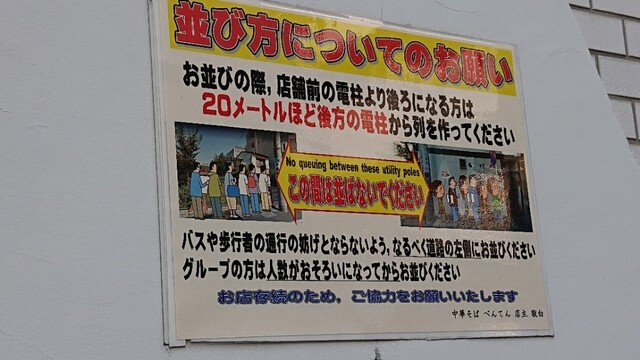 並び方についてのお願い
お並びの際，店舗前の電柱より後ろになる方は
20メートルほど後方の電柱から列を作ってください
No queuing between these utility poles
この間は並ばないでください
バスや歩行者の通行の妨げとならないよう，なるべく道路の左側にお並びください
グループの方は人数がおそろいになってからお並びください
お店存続のため，ご協力をお願いいたします
中華そば べんてん 店主 敬白